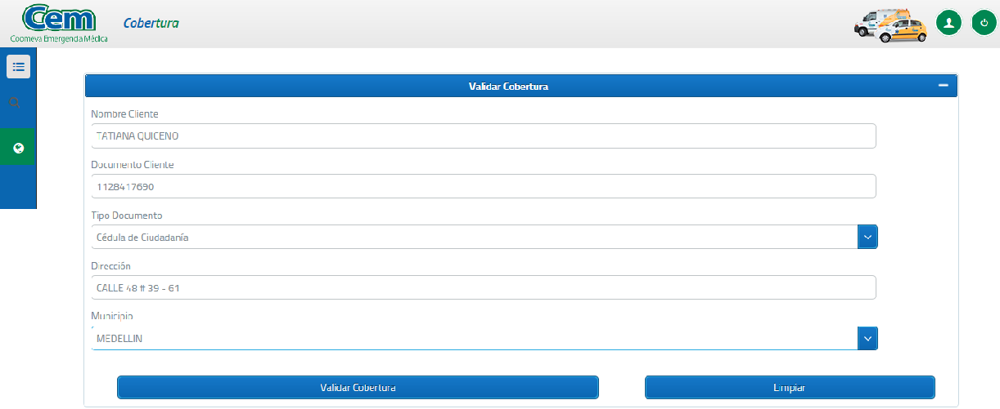 Cem
Coomeva Emergencia Médica
Cobertura
Validar Cobertura
Nombre Cliente
TATIANA QUICENO
Documento Cliente
1128417690
Tipo Documento
Cédula de Ciudadanía
Dirección
CALLE 48 # 39 - 61
Municipio
MEDELLIN
Validar Cobertura
Limpiar